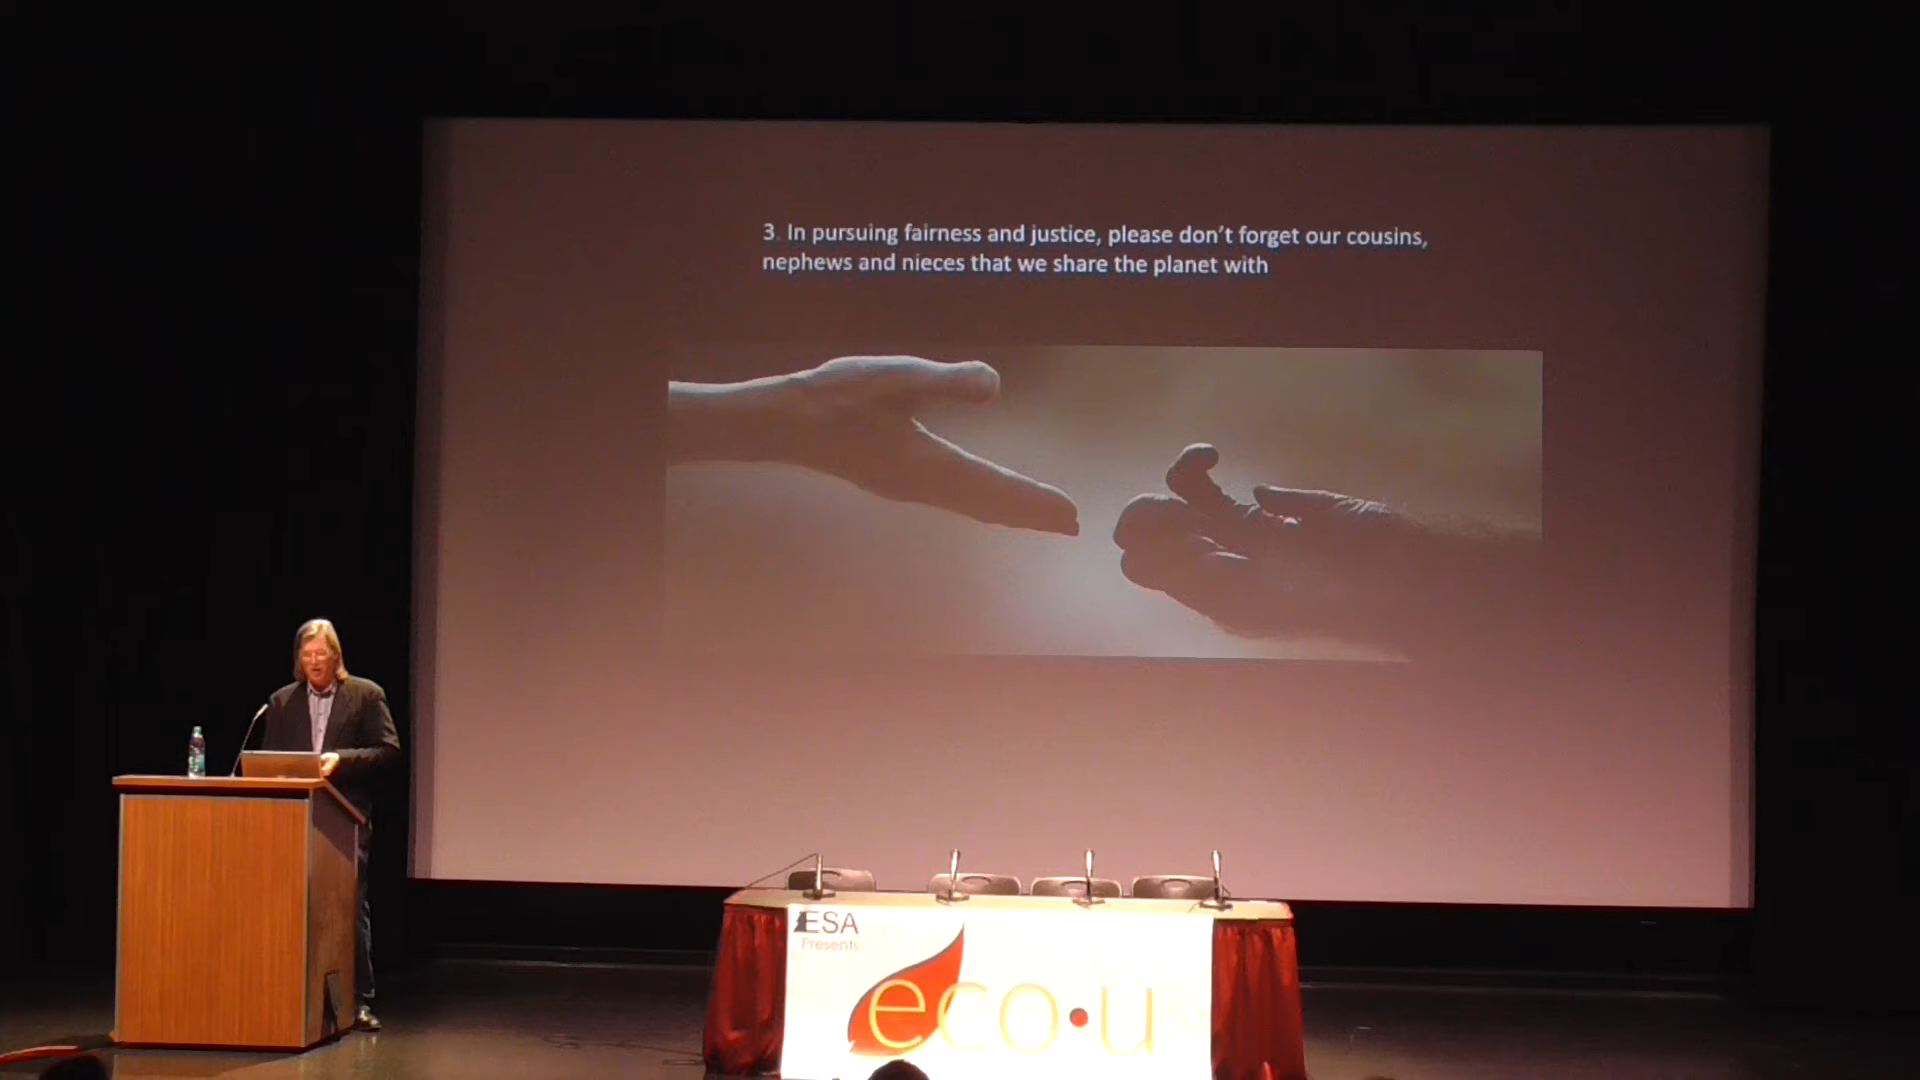 3. In pursuing fairness and justice, please don't forget our cousins,
nephews and nieces that we share the planet with
ESA
Presents
eco•u